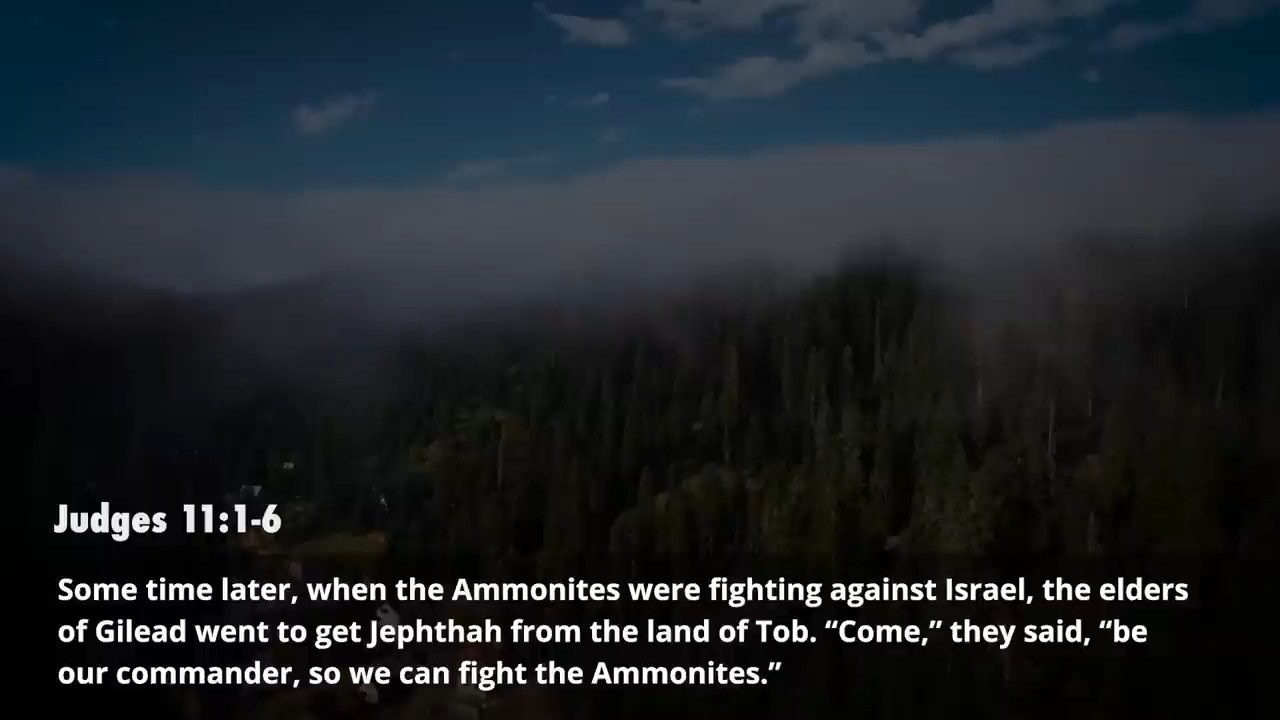 Judges 11:1-6
Some time later, when the Ammonites were fighting against Israel, the elders
of Gilead went to get Jephthah from the land of Tob. “Come,” they said, “be
our commander, so we can fight the Ammonites.”